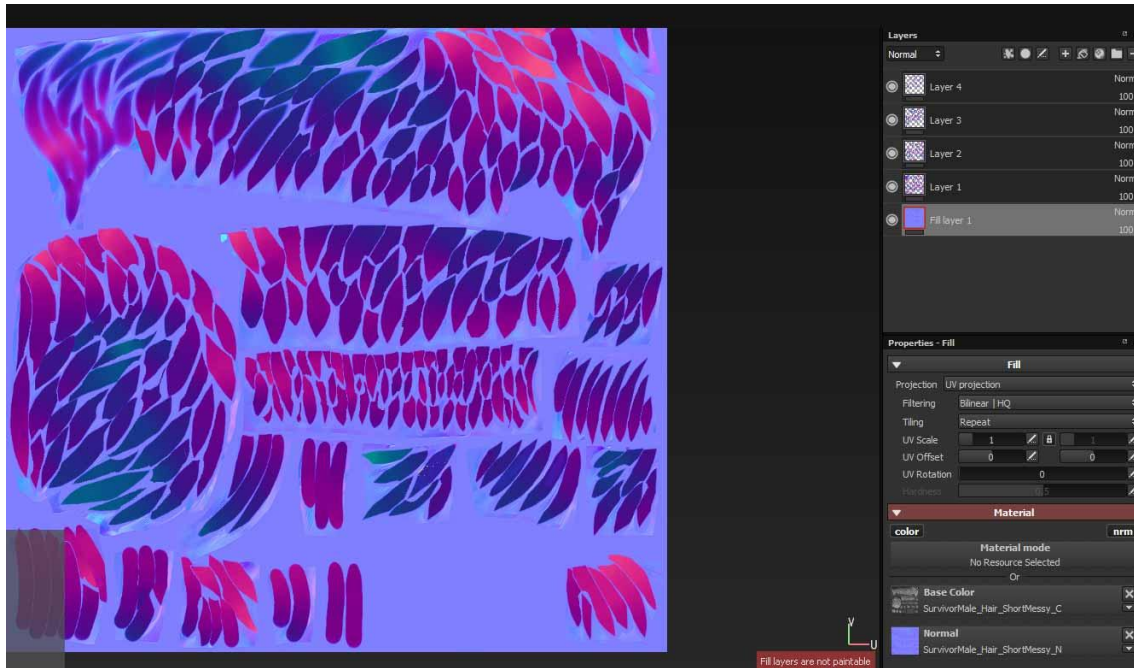 Layers
Normal
Layer 4
Norm
100
Layer 3
Norm
100
Layer 2
Norm
100
Layer 1
Norm
100
Fill layer 1
Norm
100
Properties - Fill
Fill
Projection UV projection
Filtering Bilinear | HQ
Tiling Repeat
UV Scale 1 1
UV Offset 0 0
UV Rotation 0
Hardness 0.5
Material
color nrm
Material mode
No Resource Selected
Or
Base Color
SurvivorMale_Hair_ShortMessy_C
Normal
SurvivorMale_Hair_ShortMessy_N
V
U
Fill layers are not paintable